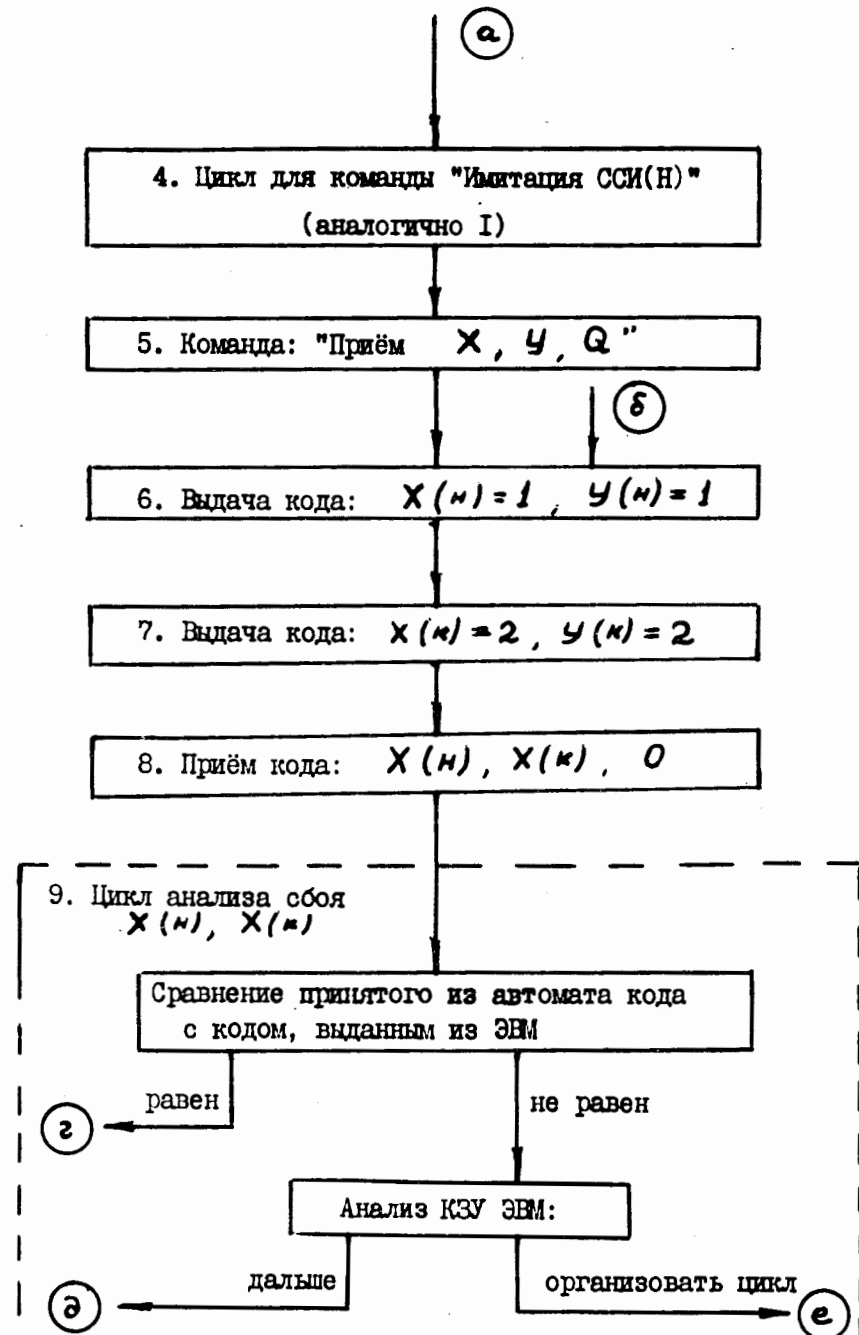 а
4. Цикл для команды "Имитация ССИ(Н)"
(аналогично I)
5. Команда: "Приём X, У, Q"
б
6. Выдача кода: X(н)=1, У(н)=1
7. Выдача кода: X(к)=2, У(к)=2
8. Приём кода: X(н), X(к), О
9. Цикл анализа сбоя
X(н), X(к)
Сравнение принятого из автомата кода
с кодом, выданным из ЭВМ
равен
не равен
г
Анализ КЗУ ЭВМ:
дальше
организовать цикл
д
е